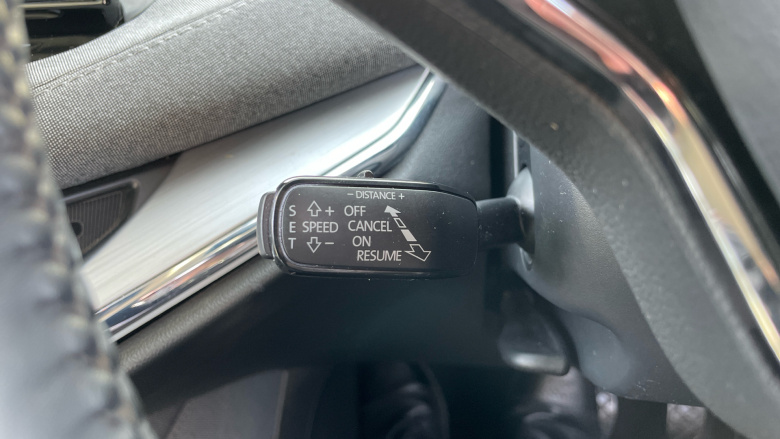 − DISTANCE +
S + OFF
E SPEED CANCEL
T − ON
RESUME